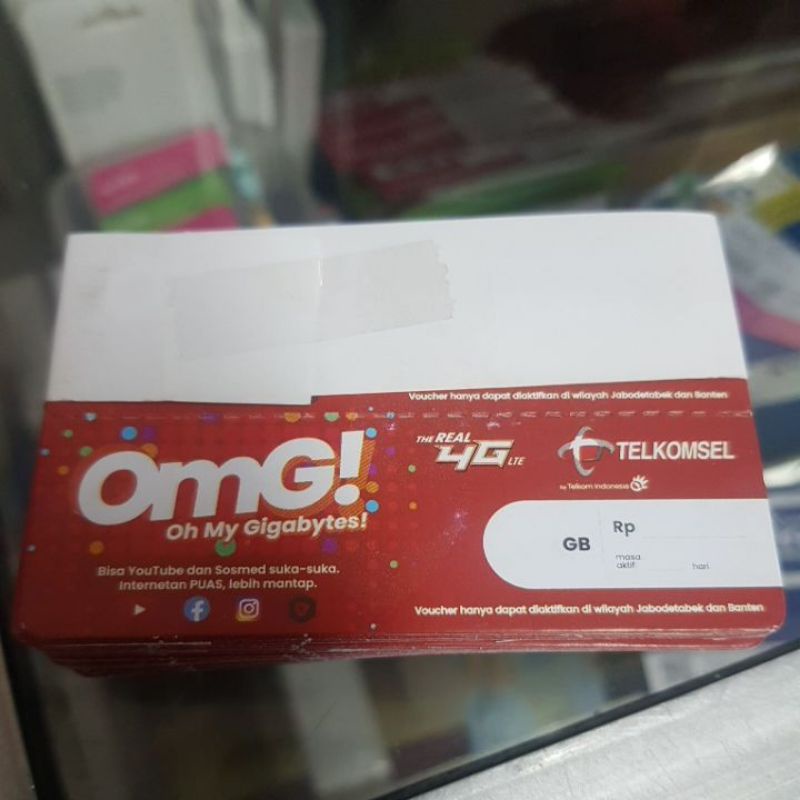 Voucher hanya dapat diaktifkan di wilayah Jabodetabek dan Banten
OmG!
Oh My Gigabytes!
Bisa YouTube dan Sosmed suka-suka.
Internetan PUAS, lebih mantap.
THE REAL
4G LTE
TELKOMSEL
by Telkom Indonesia
GB
Rp
masa
aktif
hari
Voucher hanya dapat diaktifkan di wilayah Jabodetabek dan Banten